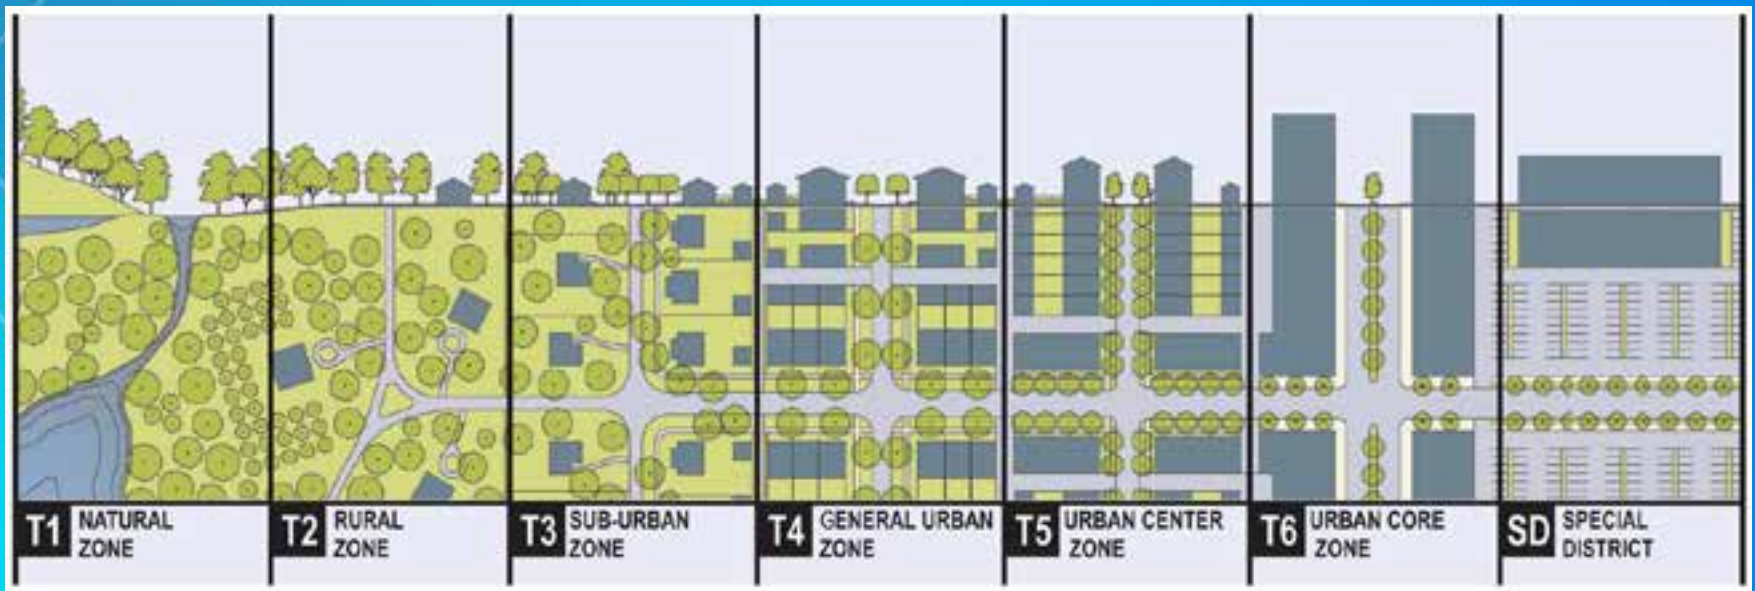 T1 NATURAL
ZONE
T2 RURAL
ZONE
T3 SUB-URBAN
ZONE
T4 GENERAL URBAN
ZONE
T5 URBAN CENTER
ZONE
T6 URBAN CORE
ZONE
SD SPECIAL
DISTRICT